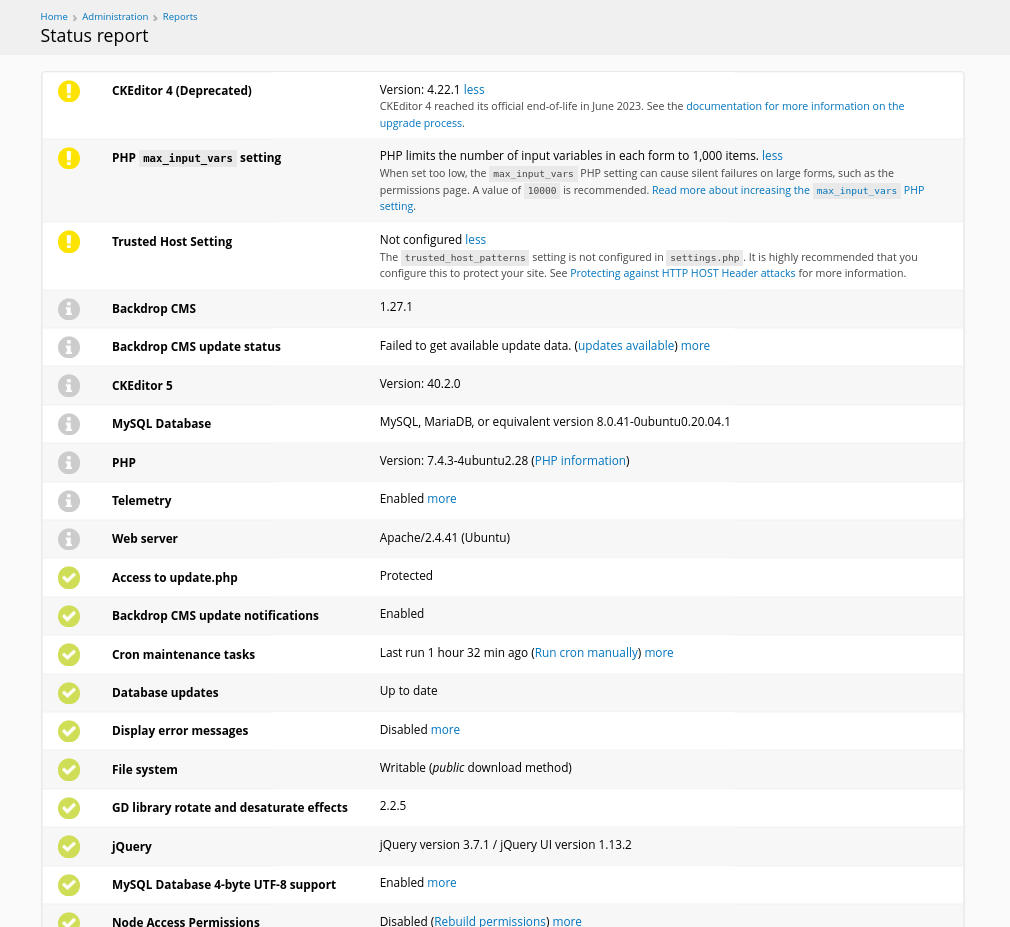 Home › Administration › Reports
Status report
CKEditor 4 (Deprecated) Version: 4.22.1 less
CKEditor 4 reached its official end-of-life in June 2023. See the documentation for more information on the
upgrade process.
PHP max_input_vars setting PHP limits the number of input variables in each form to 1,000 items. less
When set too low, the max_input_vars PHP setting can cause silent failures on large forms, such as the
permissions page. A value of 10000 is recommended. Read more about increasing the max_input_vars PHP
setting.
Trusted Host Setting Not configured less
The trusted_host_patterns setting is not configured in settings.php. It is highly recommended that you
configure this to protect your site. See Protecting against HTTP HOST Header attacks for more information.
Backdrop CMS 1.27.1
Backdrop CMS update status Failed to get available update data. (updates available) more
CKEditor 5 Version: 40.2.0
MySQL Database MySQL, MariaDB, or equivalent version 8.0.41-0ubuntu0.20.04.1
PHP Version: 7.4.3-4ubuntu2.28 (PHP information)
Telemetry Enabled more
Web server Apache/2.4.41 (Ubuntu)
Access to update.php Protected
Backdrop CMS update notifications Enabled
Cron maintenance tasks Last run 1 hour 32 min ago (Run cron manually) more
Database updates Up to date
Display error messages Disabled more
File system Writable (public download method)
GD library rotate and desaturate effects 2.2.5
jQuery jQuery version 3.7.1 / jQuery UI version 1.13.2
MySQL Database 4-byte UTF-8 support Enabled more
Node Access Permissions Disabled (Rebuild permissions) more